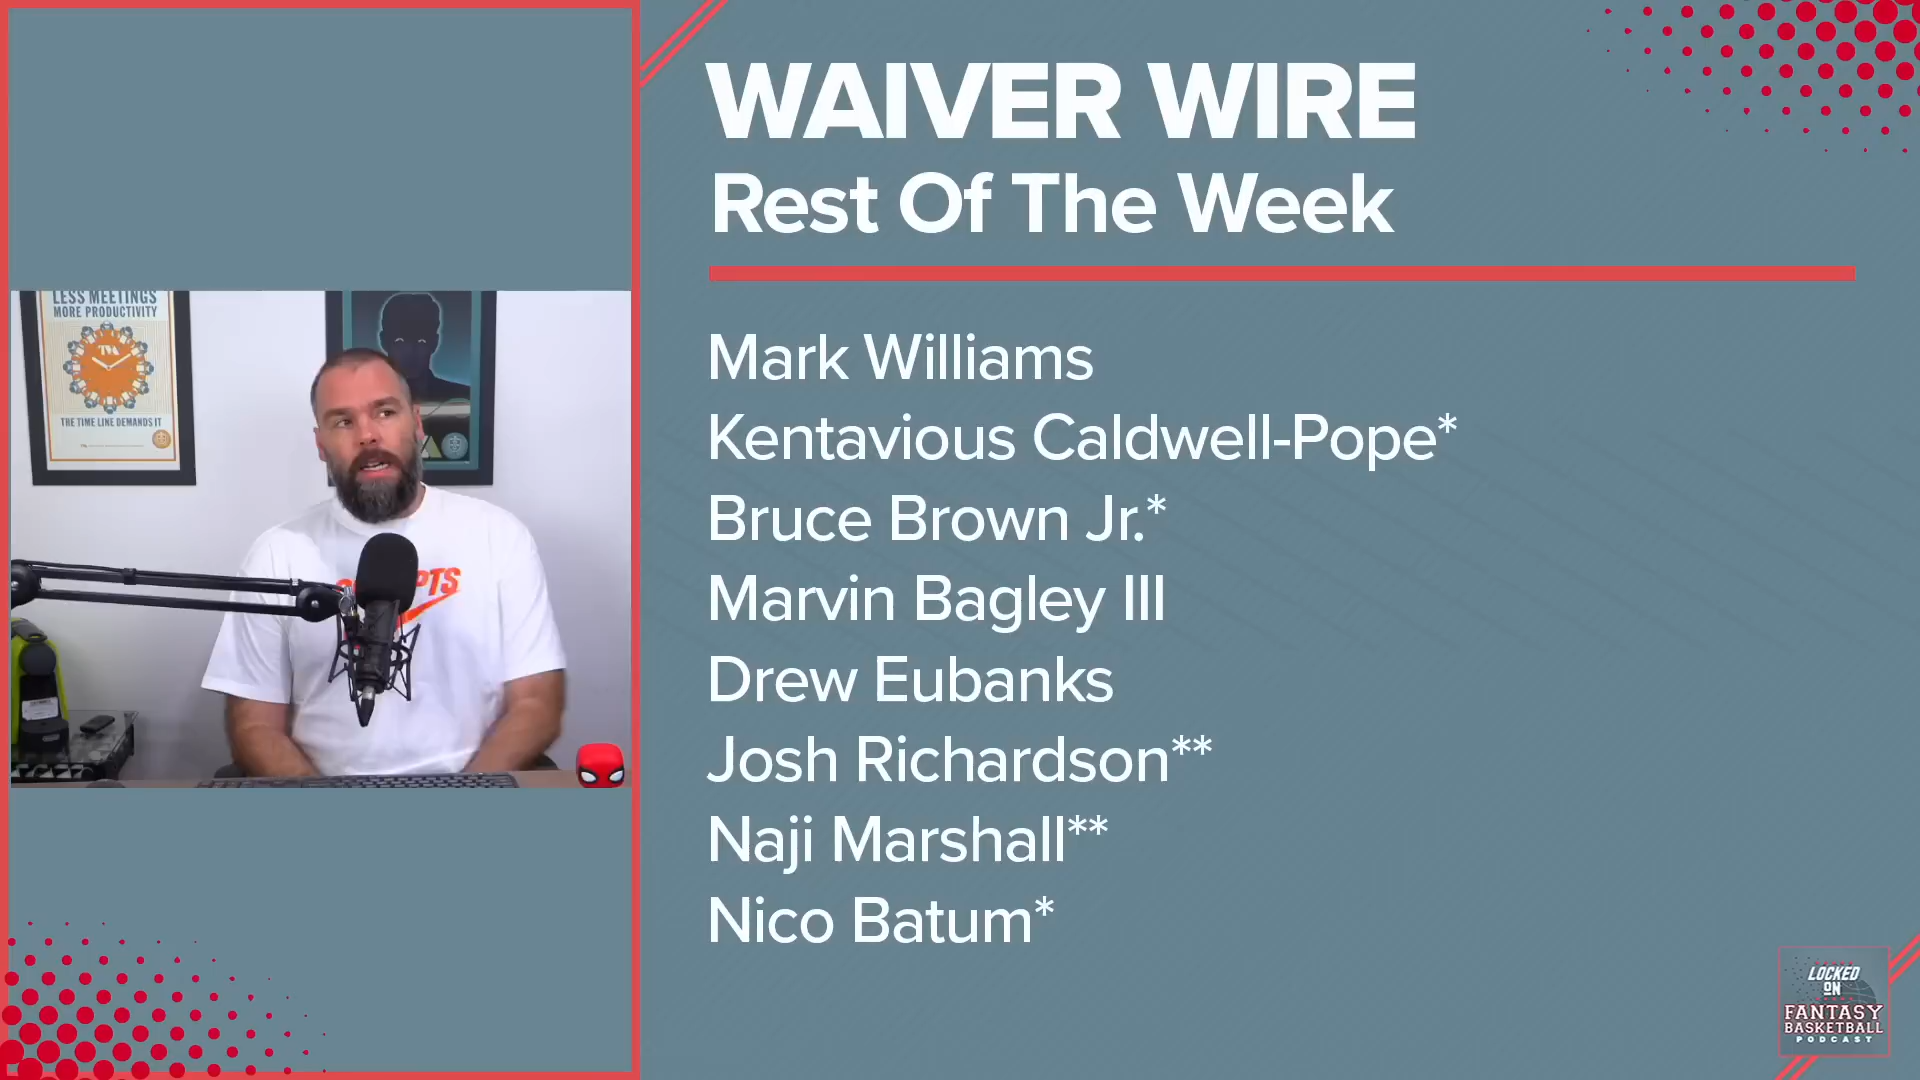 WAIVER WIRE
Rest Of The Week
Mark Williams
Kentavious Caldwell-Pope*
Bruce Brown Jr.*
Marvin Bagley III
Drew Eubanks
Josh Richardson**
Naji Marshall**
Nico Batum*
LESS MEETINGS
MORE PRODUCTIVITY
TVA
THE TIME LINE DEMANDS IT
PTS
LOCKED
ON
FANTASY
BASKETBALL
PODCAST